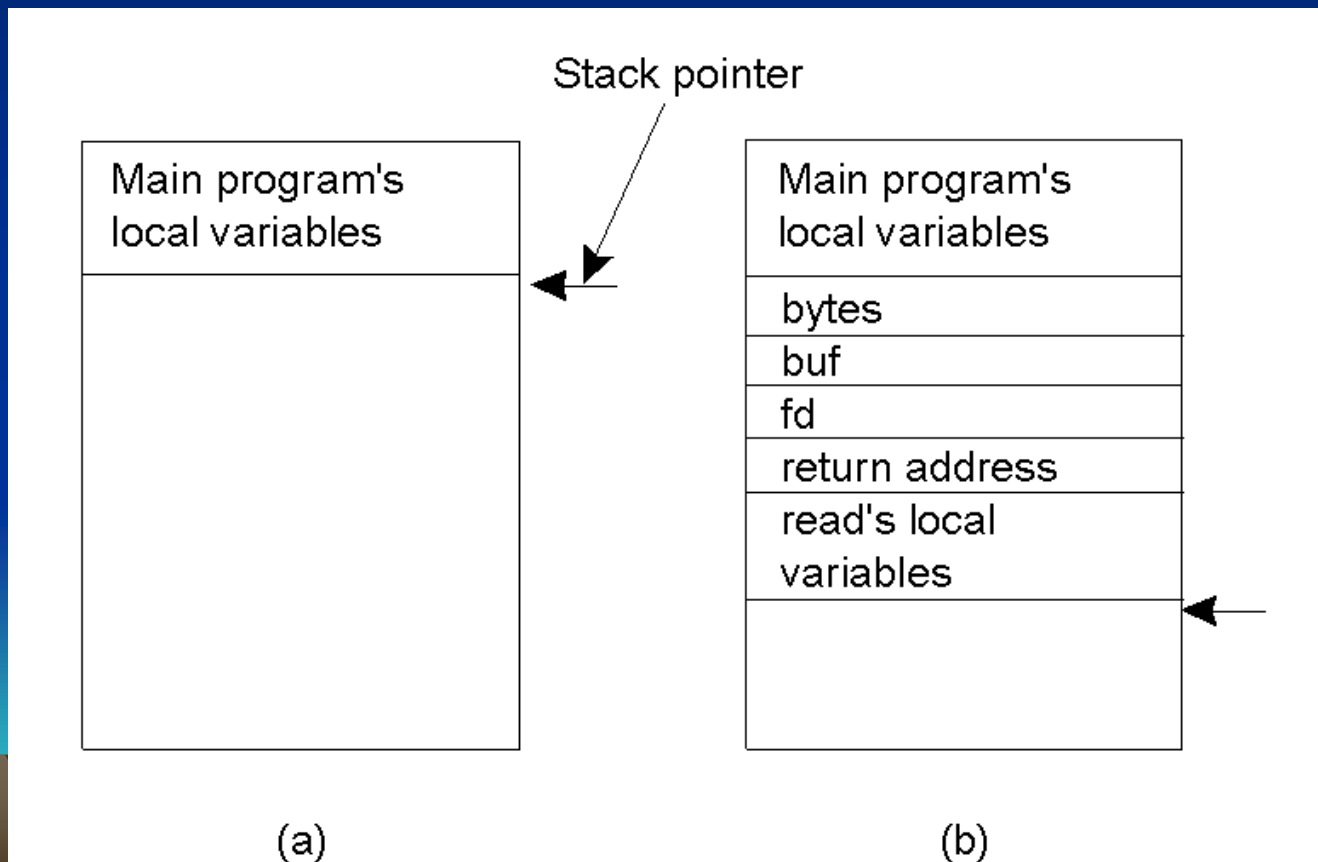 Stack pointer
Main program's
local variables
Main program's
local variables
bytes
buf
fd
return address
read's local
variables
(a)
(b)